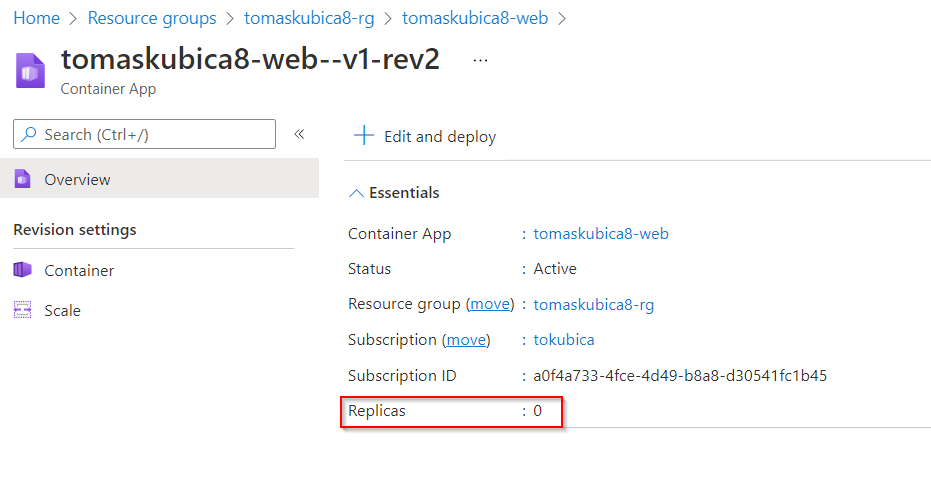 Home > Resource groups > tomaskubica8-rg > tomaskubica8-web >
tomaskubica8-web--v1-rev2 ...
Container App
Search (Ctrl+/) «
Edit and deploy
Overview
Essentials
Revision settings
Container App : tomaskubica8-web
Container
Status : Active
Scale
Resource group (move) : tomaskubica8-rg
Subscription (move) : tokubica
Subscription ID : a0f4a733-4fce-4d49-b8a8-d30541fc1b45
Replicas : 0